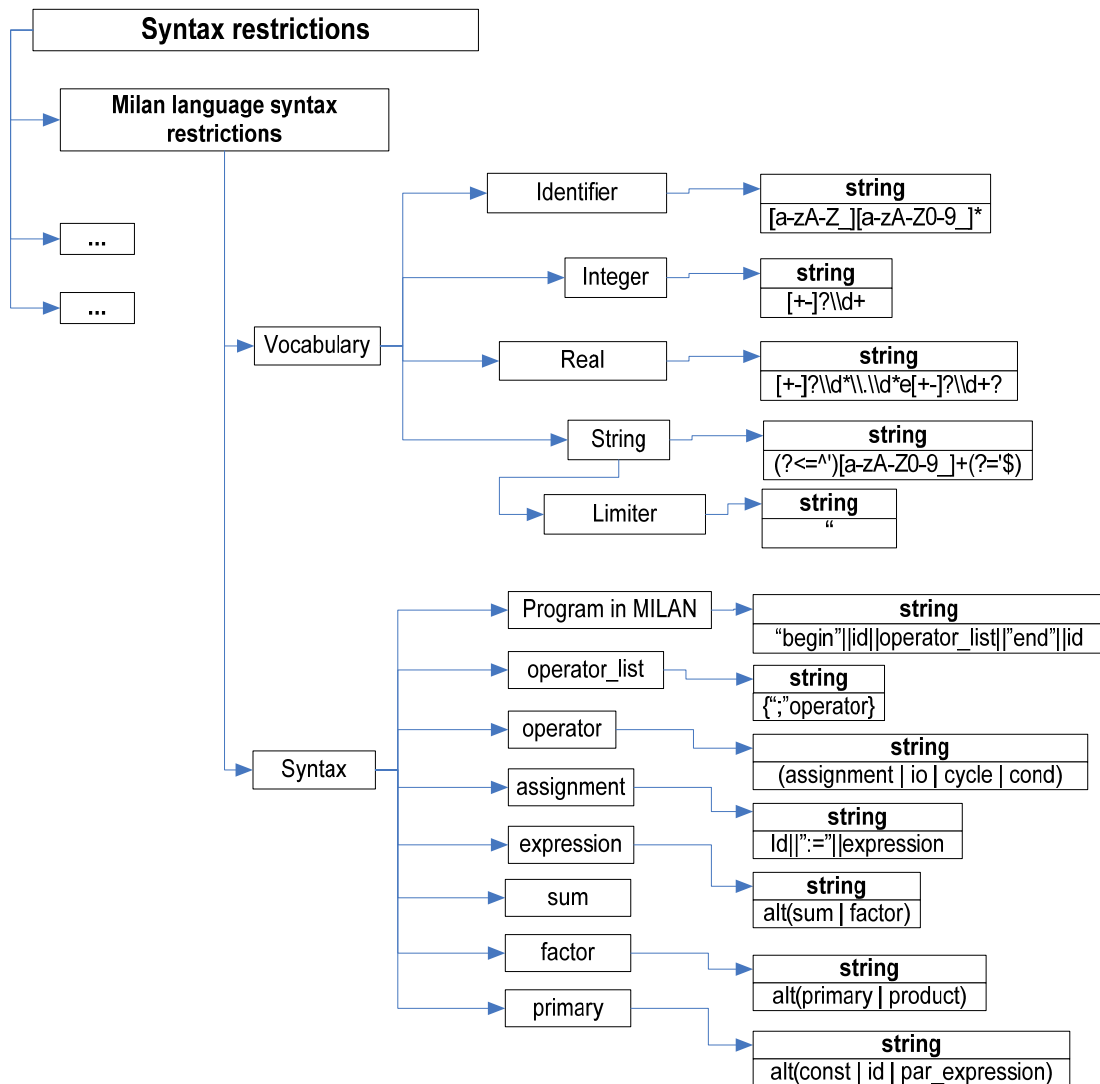 Syntax restrictions
Milan language syntax
restrictions
...
...
Vocabulary
Identifier
string
[a-zA-Z_][a-zA-Z0-9_]*
Integer
string
[+-]?\\d+
Real
string
[+-]?\\d*\\.\\d*e[+-]?\\d+?
String
string
(?<=^')[a-zA-Z0-9_]+(?='$)
Limiter
string
“
Syntax
Program in MILAN
string
“begin”||id||operator_list||”end”||id
operator_list
string
{“;”operator}
operator
string
(assignment | io | cycle | cond)
assignment
string
Id||”:=”||expression
expression
string
alt(sum | factor)
sum
factor
string
alt(primary | product)
primary
string
alt(const | id | par_expression)